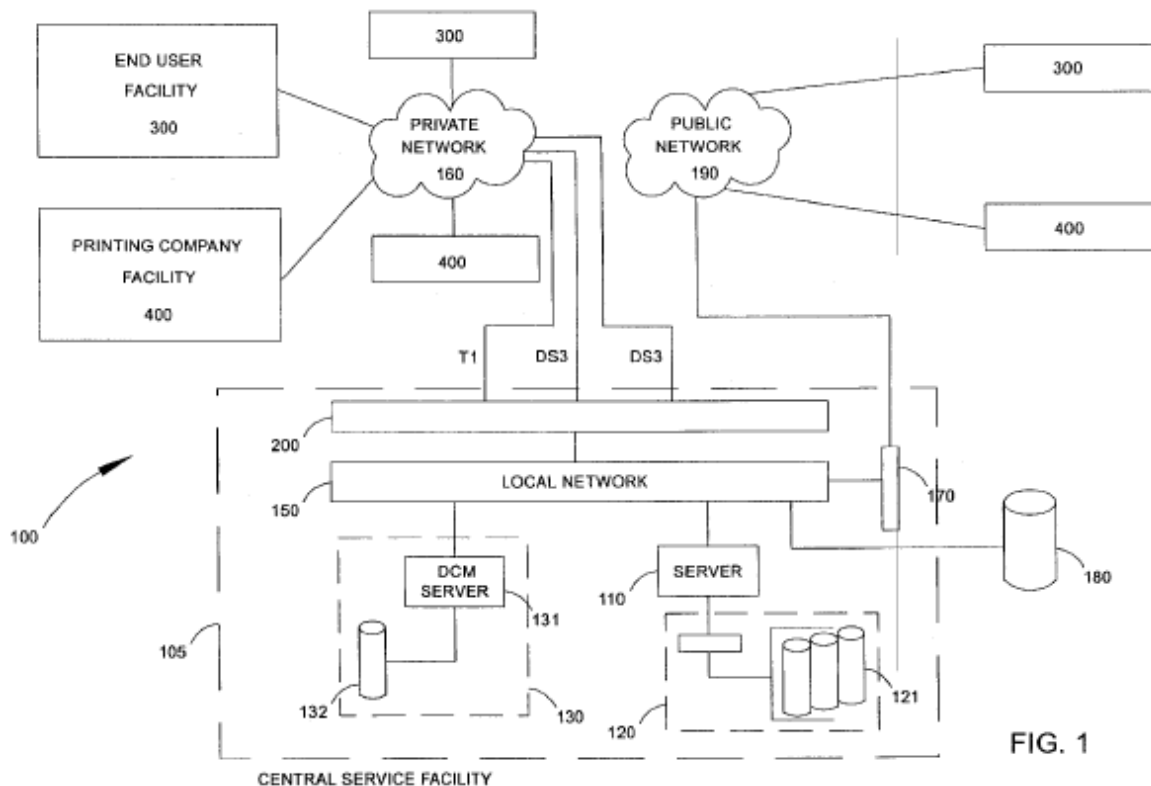 300
END USER
FACILITY
300
PRIVATE
NETWORK
160
PUBLIC
NETWORK
190
300
PRINTING COMPANY
FACILITY
400
400
400
T1 DS3 DS3
200
LOCAL NETWORK
150
170
100
DCM
SERVER
131
SERVER
110
180
105
132
130
120
121
FIG. 1
CENTRAL SERVICE FACILITY